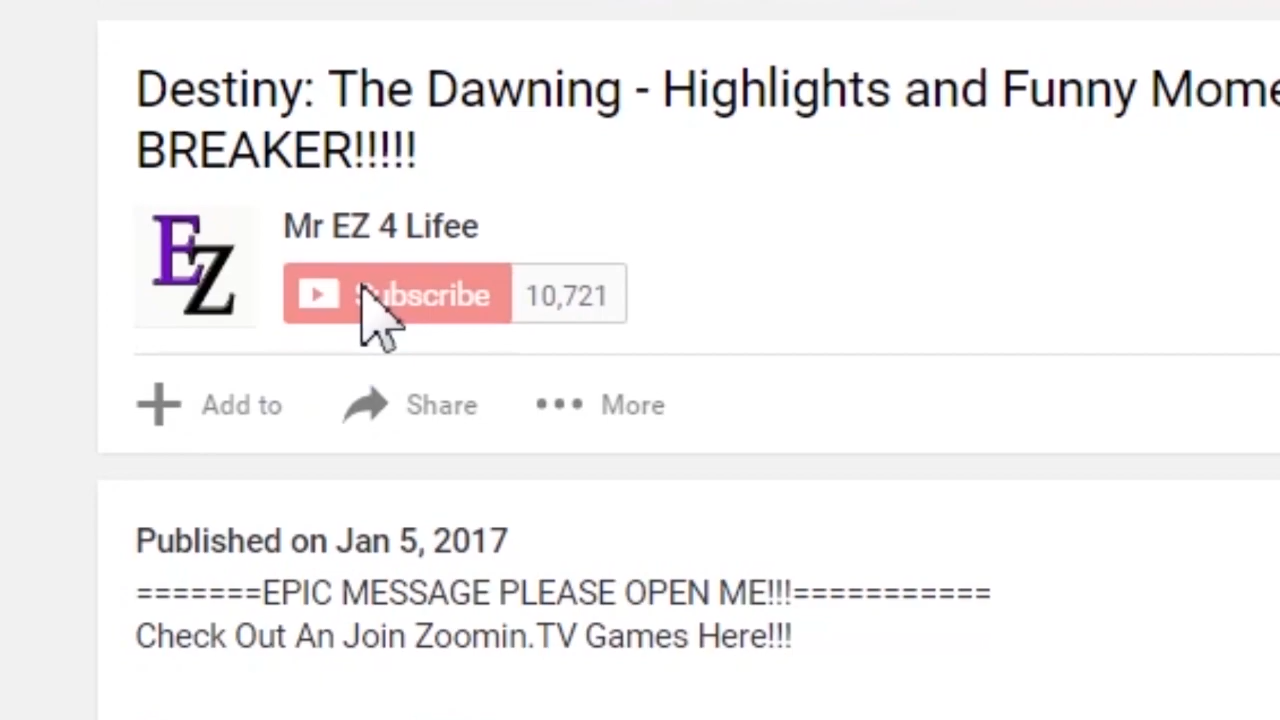 Destiny: The Dawning - Highlights and Funny Mome
BREAKER!!!!!
EZ
Mr EZ 4 Lifee
Subscribe 10,721
Add to Share More
Published on Jan 5, 2017
=======EPIC MESSAGE PLEASE OPEN ME!!!===========
Check Out An Join Zoomin.TV Games Here!!!